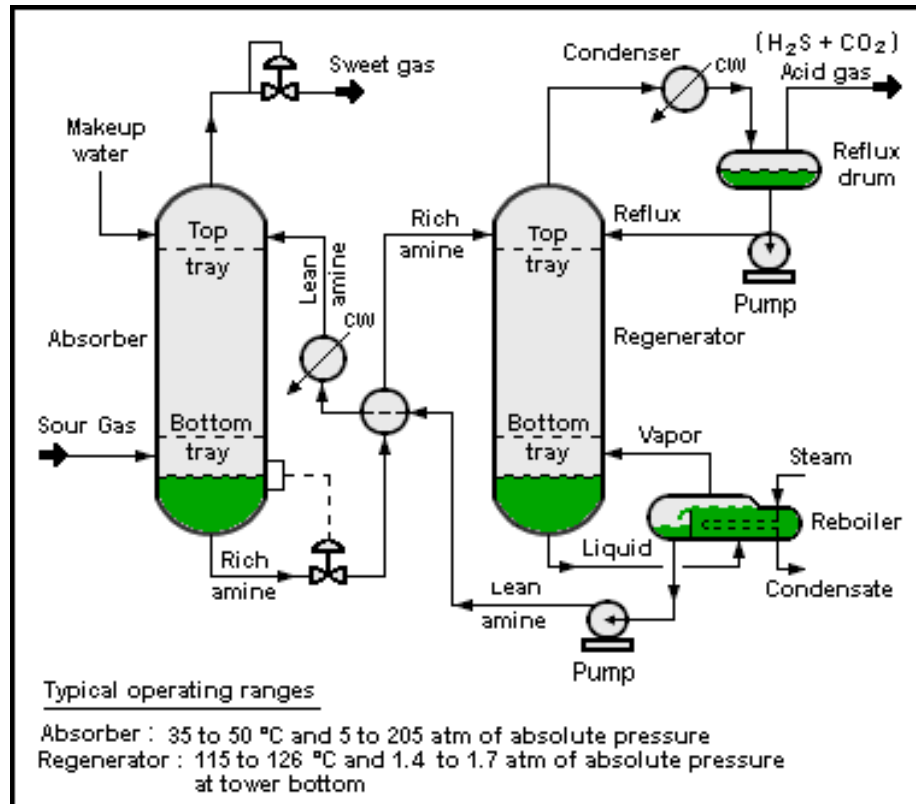 (H₂S + CO₂)
Condenser
CW
Acid gas
Sweet gas
Makeup
water
Reflux
drum
Rich
amine
Reflux
Top
tray
Lean
amine
Top
tray
Pump
CW
Absorber
Regenerator
Sour Gas
Bottom
tray
Bottom
tray
Vapor
Steam
Reboiler
Rich
amine
Liquid
Condensate
Lean
amine
Pump
Typical operating ranges
Absorber : 35 to 50 °C and 5 to 205 atm of absolute pressure
Regenerator : 115 to 126 °C and 1.4 to 1.7 atm of absolute pressure
at tower bottom